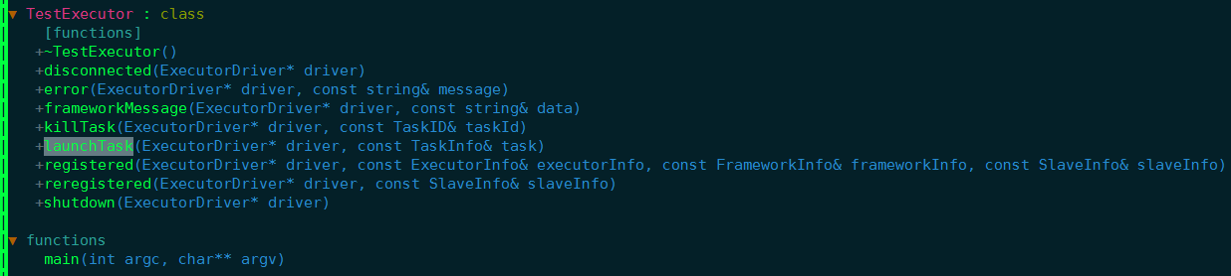 ▼ TestExecutor : class
[functions]
+~TestExecutor()
+disconnected(ExecutorDriver* driver)
+error(ExecutorDriver* driver, const string& message)
+frameworkMessage(ExecutorDriver* driver, const string& data)
+killTask(ExecutorDriver* driver, const TaskID& taskId)
+launchTask(ExecutorDriver* driver, const TaskInfo& task)
+registered(ExecutorDriver* driver, const ExecutorInfo& executorInfo, const FrameworkInfo& frameworkInfo, const SlaveInfo& slaveInfo)
+reregistered(ExecutorDriver* driver, const SlaveInfo& slaveInfo)
+shutdown(ExecutorDriver* driver)
▼ functions
main(int argc, char** argv)